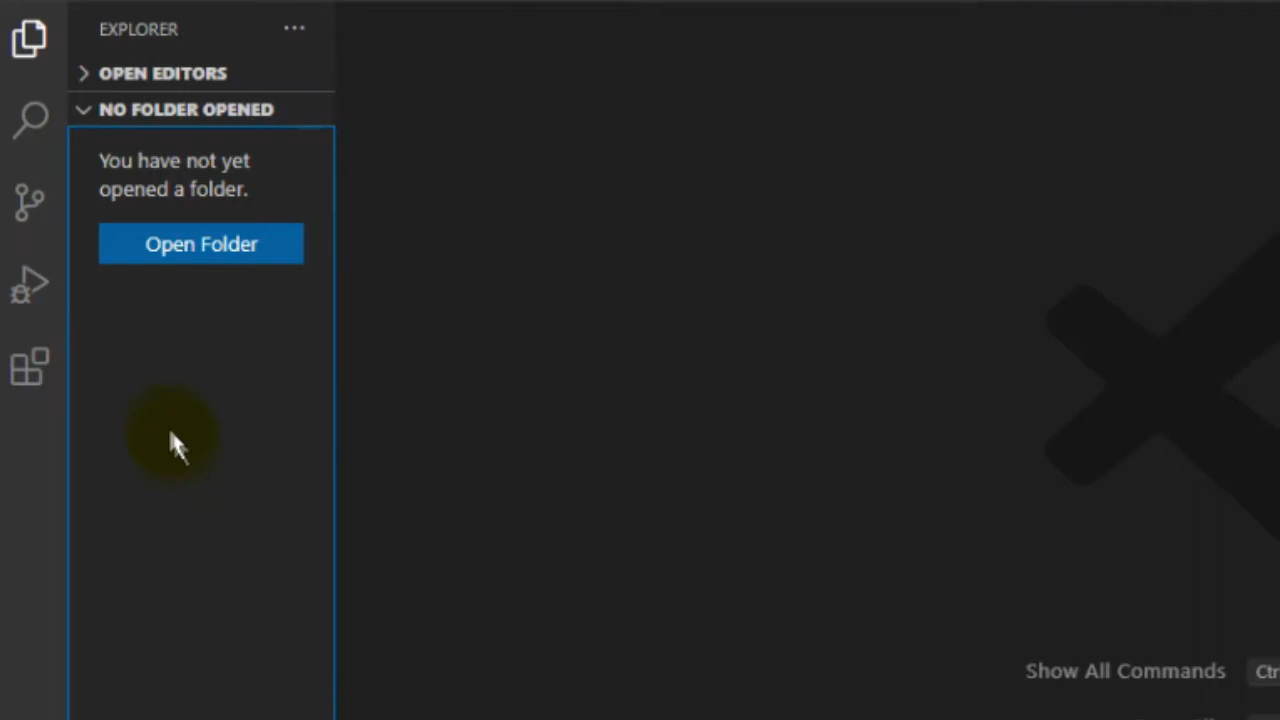 EXPLORER
OPEN EDITORS
NO FOLDER OPENED
You have not yet
opened a folder.
Open Folder
Show All Commands